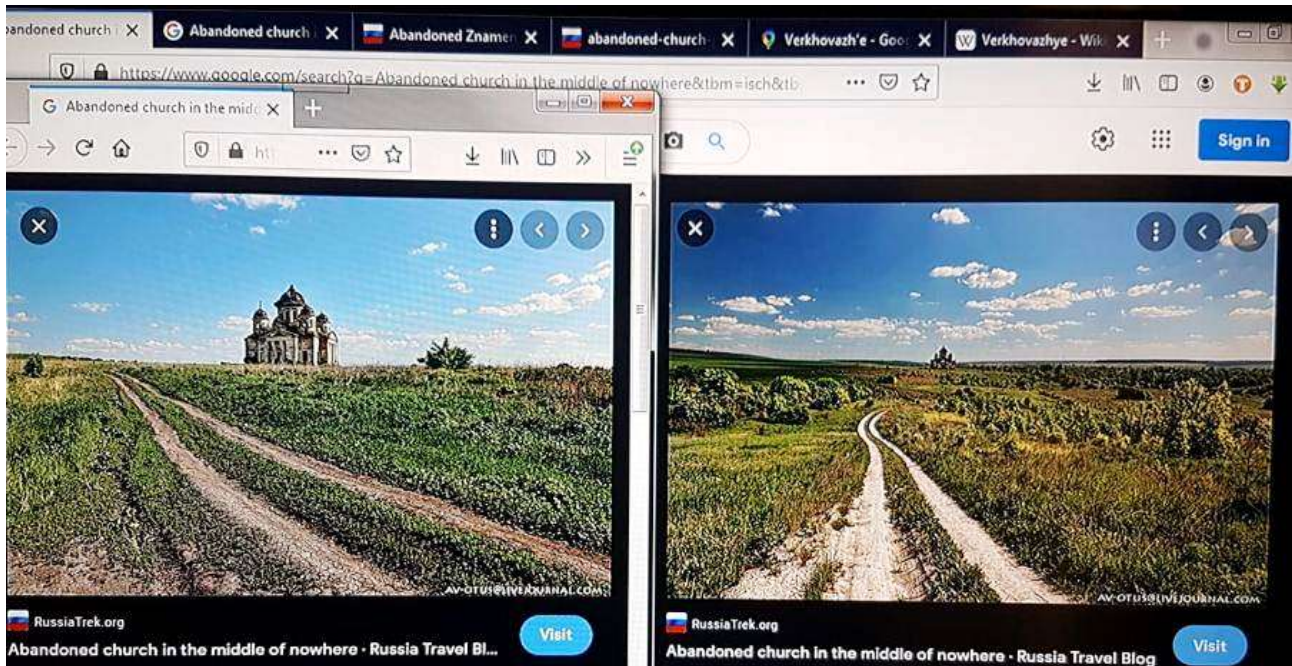 andoned church
Abandoned church
Abandoned Znamen
abandoned-church-
Verkhovazh'e - Goo
Verkhovazhye - Wik
https://www.google.com/search?q=Abandoned church in the middle of nowhere&tbm=isch&tb
G Abandoned church in the midd
htt
Sign in
AV-OTUS@LIVEJOURNAL.COM
AV-OTUS@LIVEJOURNAL.COM
RussiaTrek.org
Abandoned church in the middle of nowhere · Russia Travel Bl...
Visit
RussiaTrek.org
Abandoned church in the middle of nowhere · Russia Travel Blog
Visit